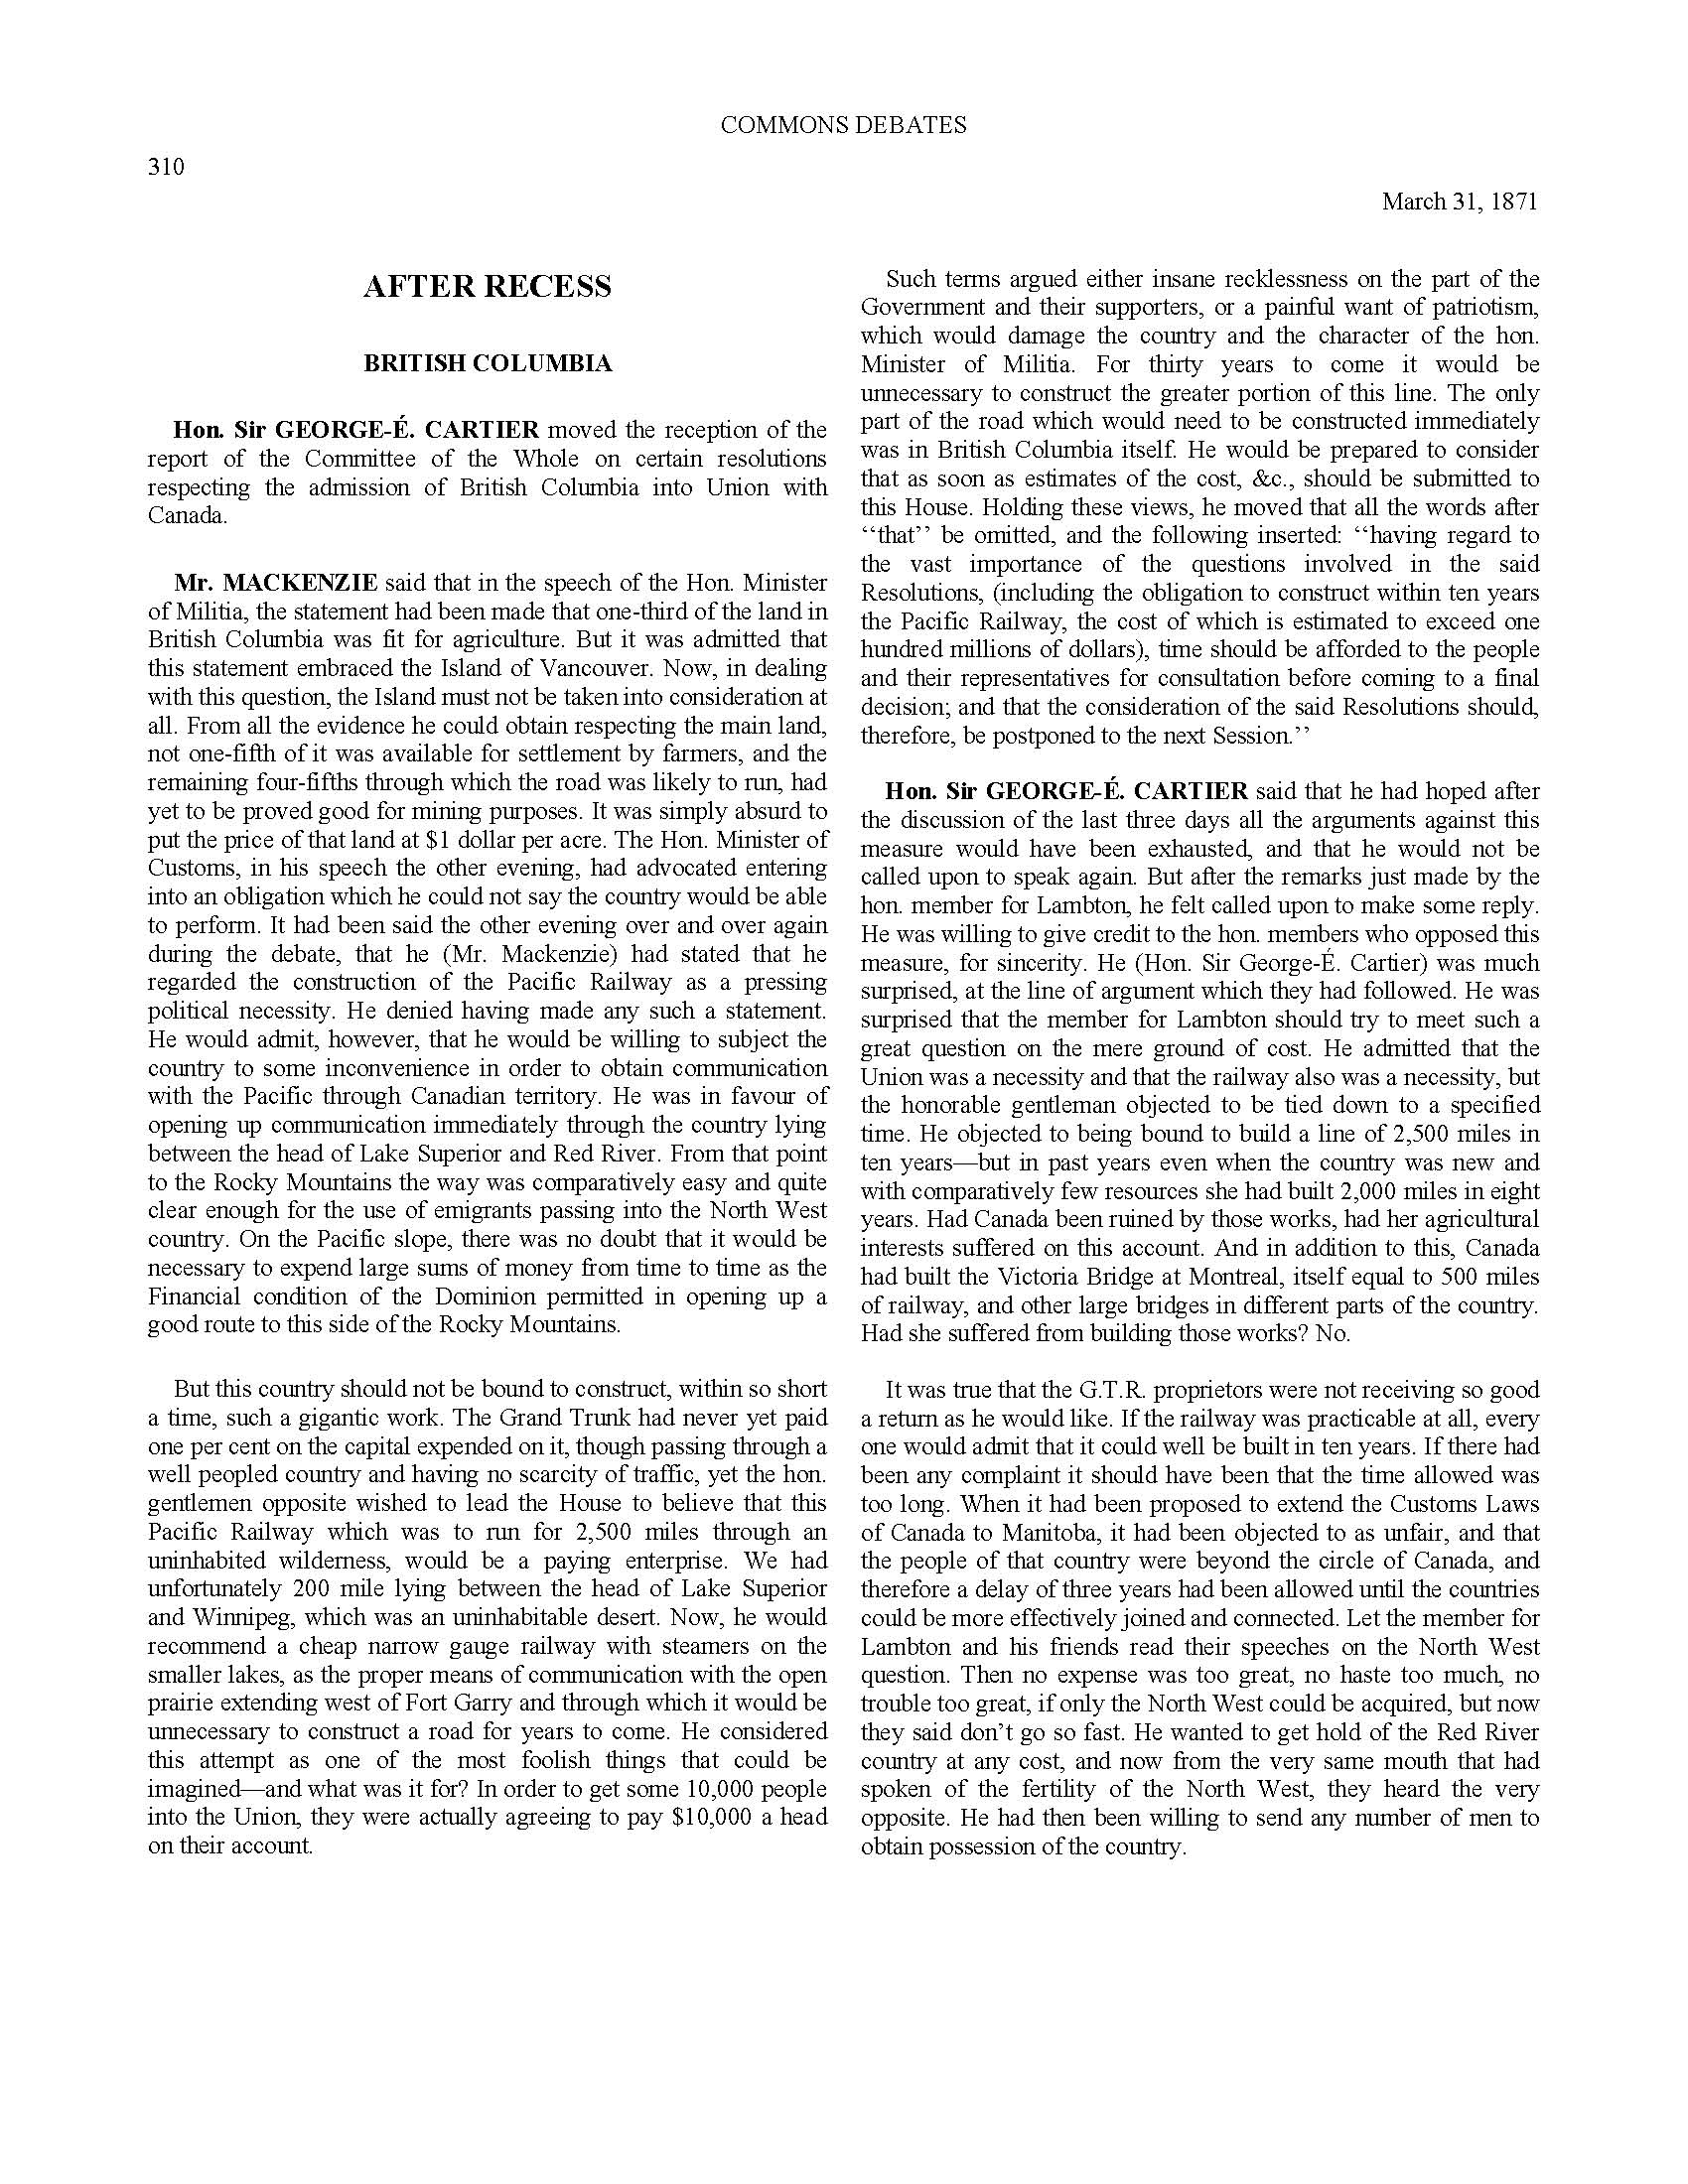 COMMONS DEBATES
310
March 31, 1871
AFTER RECESS
BRITISH COLUMBIA
Hon. Sir GEORGE-É. CARTIER moved the reception of the
report of the Committee of the Whole on certain resolutions
respecting the admission of British Columbia into Union with
Canada.
Mr. MACKENZIE said that in the speech of the Hon. Minister
of Militia, the statement had been made that one-third of the land in
British Columbia was fit for agriculture. But it was admitted that
this statement embraced the Island of Vancouver. Now, in dealing
with this question, the Island must not be taken into consideration at
all. From all the evidence he could obtain respecting the main land,
not one-fifth of it was available for settlement by farmers, and the
remaining four-fifths through which the road was likely to run, had
yet to be proved good for mining purposes. It was simply absurd to
put the price of that land at $1 dollar per acre. The Hon. Minister of
Customs, in his speech the other evening, had advocated entering
into an obligation which he could not say the country would be able
to perform. It had been said the other evening over and over again
during the debate, that he (Mr. Mackenzie) had stated that he
regarded the construction of the Pacific Railway as a pressing
political necessity. He denied having made any such a statement.
He would admit, however, that he would be willing to subject the
country to some inconvenience in order to obtain communication
with the Pacific through Canadian territory. He was in favour of
opening up communication immediately through the country lying
between the head of Lake Superior and Red River. From that point
to the Rocky Mountains the way was comparatively easy and quite
clear enough for the use of emigrants passing into the North West
country. On the Pacific slope, there was no doubt that it would be
necessary to expend large sums of money from time to time as the
Financial condition of the Dominion permitted in opening up a
good route to this side of the Rocky Mountains.
But this country should not be bound to construct, within so short
a time, such a gigantic work. The Grand Trunk had never yet paid
one per cent on the capital expended on it, though passing through a
well peopled country and having no scarcity of traffic, yet the hon.
gentlemen opposite wished to lead the House to believe that this
Pacific Railway which was to run for 2,500 miles through an
uninhabited wilderness, would be a paying enterprise. We had
unfortunately 200 mile lying between the head of Lake Superior
and Winnipeg, which was an uninhabitable desert. Now, he would
recommend a cheap narrow gauge railway with steamers on the
smaller lakes, as the proper means of communication with the open
prairie extending west of Fort Garry and through which it would be
unnecessary to construct a road for years to come. He considered
this attempt as one of the most foolish things that could be
imagined—and what was it for? In order to get some 10,000 people
into the Union, they were actually agreeing to pay $10,000 a head
on their account.
Such terms argued either insane recklessness on the part of the
Government and their supporters, or a painful want of patriotism,
which would damage the country and the character of the hon.
Minister of Militia. For thirty years to come it would be
unnecessary to construct the greater portion of this line. The only
part of the road which would need to be constructed immediately
was in British Columbia itself. He would be prepared to consider
that as soon as estimates of the cost, &c., should be submitted to
this House. Holding these views, he moved that all the words after
‘‘that’’ be omitted, and the following inserted: ‘‘having regard to
the vast importance of the questions involved in the said
Resolutions, (including the obligation to construct within ten years
the Pacific Railway, the cost of which is estimated to exceed one
hundred millions of dollars), time should be afforded to the people
and their representatives for consultation before coming to a final
decision; and that the consideration of the said Resolutions should,
therefore, be postponed to the next Session.’’
Hon. Sir GEORGE-É. CARTIER said that he had hoped after
the discussion of the last three days all the arguments against this
measure would have been exhausted, and that he would not be
called upon to speak again. But after the remarks just made by the
hon. member for Lambton, he felt called upon to make some reply.
He was willing to give credit to the hon. members who opposed this
measure, for sincerity. He (Hon. Sir George-É. Cartier) was much
surprised, at the line of argument which they had followed. He was
surprised that the member for Lambton should try to meet such a
great question on the mere ground of cost. He admitted that the
Union was a necessity and that the railway also was a necessity, but
the honorable gentleman objected to be tied down to a specified
time. He objected to being bound to build a line of 2,500 miles in
ten years—but in past years even when the country was new and
with comparatively few resources she had built 2,000 miles in eight
years. Had Canada been ruined by those works, had her agricultural
interests suffered on this account. And in addition to this, Canada
had built the Victoria Bridge at Montreal, itself equal to 500 miles
of railway, and other large bridges in different parts of the country.
Had she suffered from building those works? No.
It was true that the G.T.R. proprietors were not receiving so good
a return as he would like. If the railway was practicable at all, every
one would admit that it could well be built in ten years. If there had
been any complaint it should have been that the time allowed was
too long. When it had been proposed to extend the Customs Laws
of Canada to Manitoba, it had been objected to as unfair, and that
the people of that country were beyond the circle of Canada, and
therefore a delay of three years had been allowed until the countries
could be more effectively joined and connected. Let the member for
Lambton and his friends read their speeches on the North West
question. Then no expense was too great, no haste too much, no
trouble too great, if only the North West could be acquired, but now
they said don’t go so fast. He wanted to get hold of the Red River
country at any cost, and now from the very same mouth that had
spoken of the fertility of the North West, they heard the very
opposite. He had then been willing to send any number of men to
obtain possession of the country.